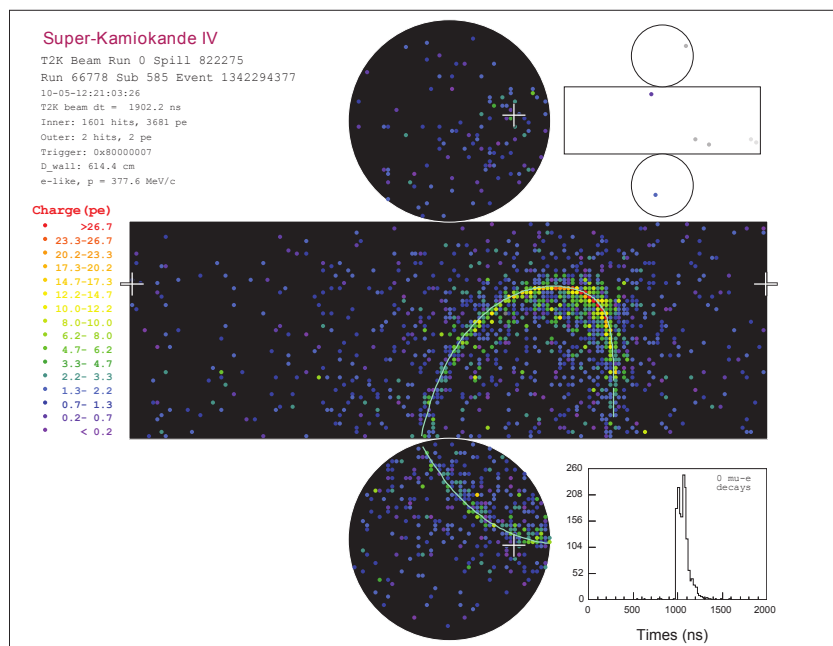 Super-Kamiokande IV
T2K Beam Run 0 Spill 822275
Run 66778 Sub 585 Event 1342294377
10-05-12:21:03:26
T2K beam dt = 1902.2 ns
Inner: 1601 hits, 3681 pe
Outer: 2 hits, 2 pe
Trigger: 0x80000007
D_wall: 614.4 cm
e-like, p = 377.6 MeV/c
Charge(pe)
>26.7
23.3-26.7
20.2-23.3
17.3-20.2
14.7-17.3
12.2-14.7
10.0-12.2
8.0-10.0
6.2- 8.0
4.7- 6.2
3.3- 4.7
2.2- 3.3
1.3- 2.2
0.7- 1.3
0.2- 0.7
< 0.2
0 mu-e
decays
260
208
156
104
52
0
0 500 1000 1500 2000
Times (ns)